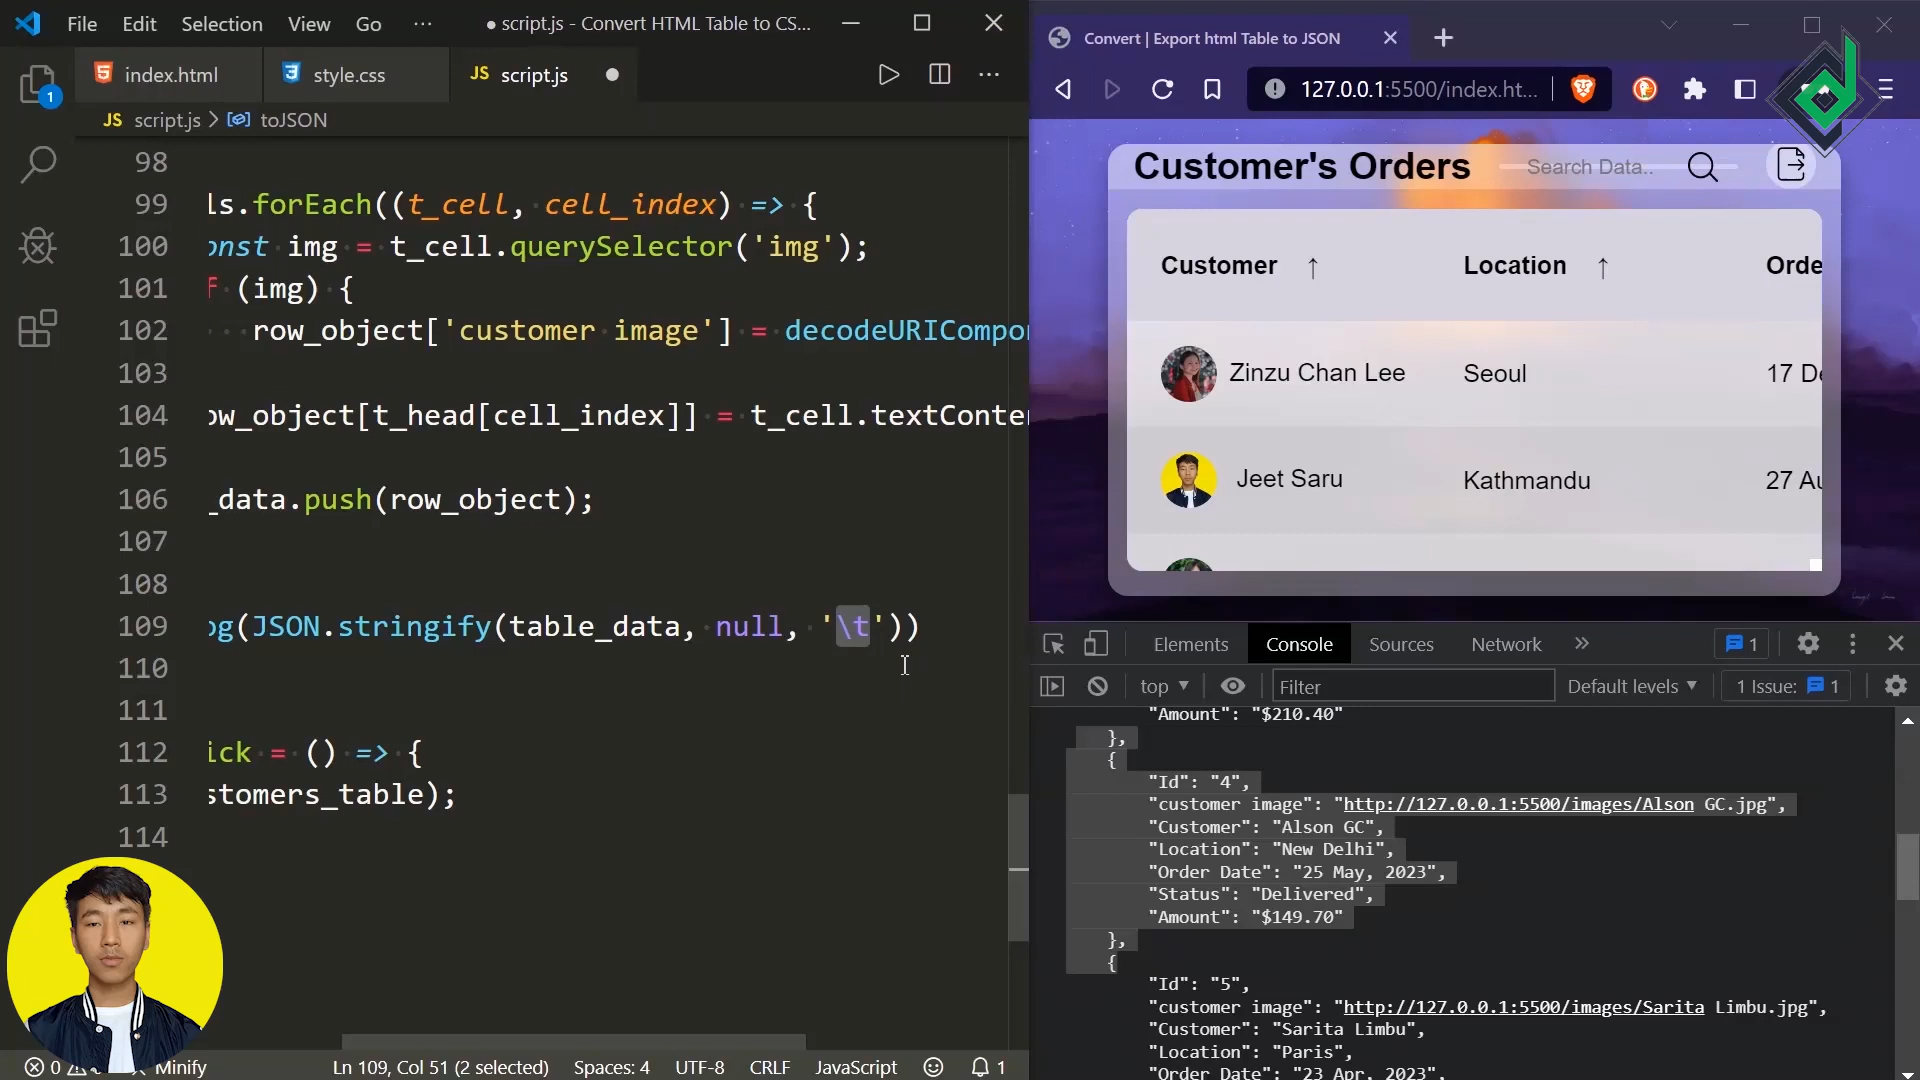 File Edit Selection View Go ··· ● script.js - Convert HTML Table to CS...
index.html style.css JS script.js
JS script.js > toJSON
98
99 ls.forEach((t_cell, cell_index) => {
100 onst img = t_cell.querySelector('img');
101 f (img) {
102 row_object['customer image'] = decodeURICompon
103
104 ow_object[t_head[cell_index]] = t_cell.textConten
105
106 _data.push(row_object);
107
108
109 og(JSON.stringify(table_data, null, '\t'))
110
111
112 ick = () => {
113 stomers_table);
114
Minify Ln 109, Col 51 (2 selected) Spaces: 4 UTF-8 CRLF JavaScript 1
Convert | Export html Table to JSON
127.0.0.1:5500/index.ht...
Customer's Orders Search Data..
Customer ↑ Location ↑ Orde
Zinzu Chan Lee Seoul 17 De
Jeet Saru Kathmandu 27 Au
Elements Console Sources Network » 1
top ▼ Filter Default levels ▼ 1 Issue: 1
"Amount": "$210.40"
},
{
"Id": "4",
"customer image": "http://127.0.0.1:5500/images/Alson GC.jpg",
"Customer": "Alson GC",
"Location": "New Delhi",
"Order Date": "25 May, 2023",
"Status": "Delivered",
"Amount": "$149.70"
},
{
"Id": "5",
"customer image": "http://127.0.0.1:5500/images/Sarita Limbu.jpg",
"Customer": "Sarita Limbu",
"Location": "Paris",
"Order Date": "23 Apr, 2023",